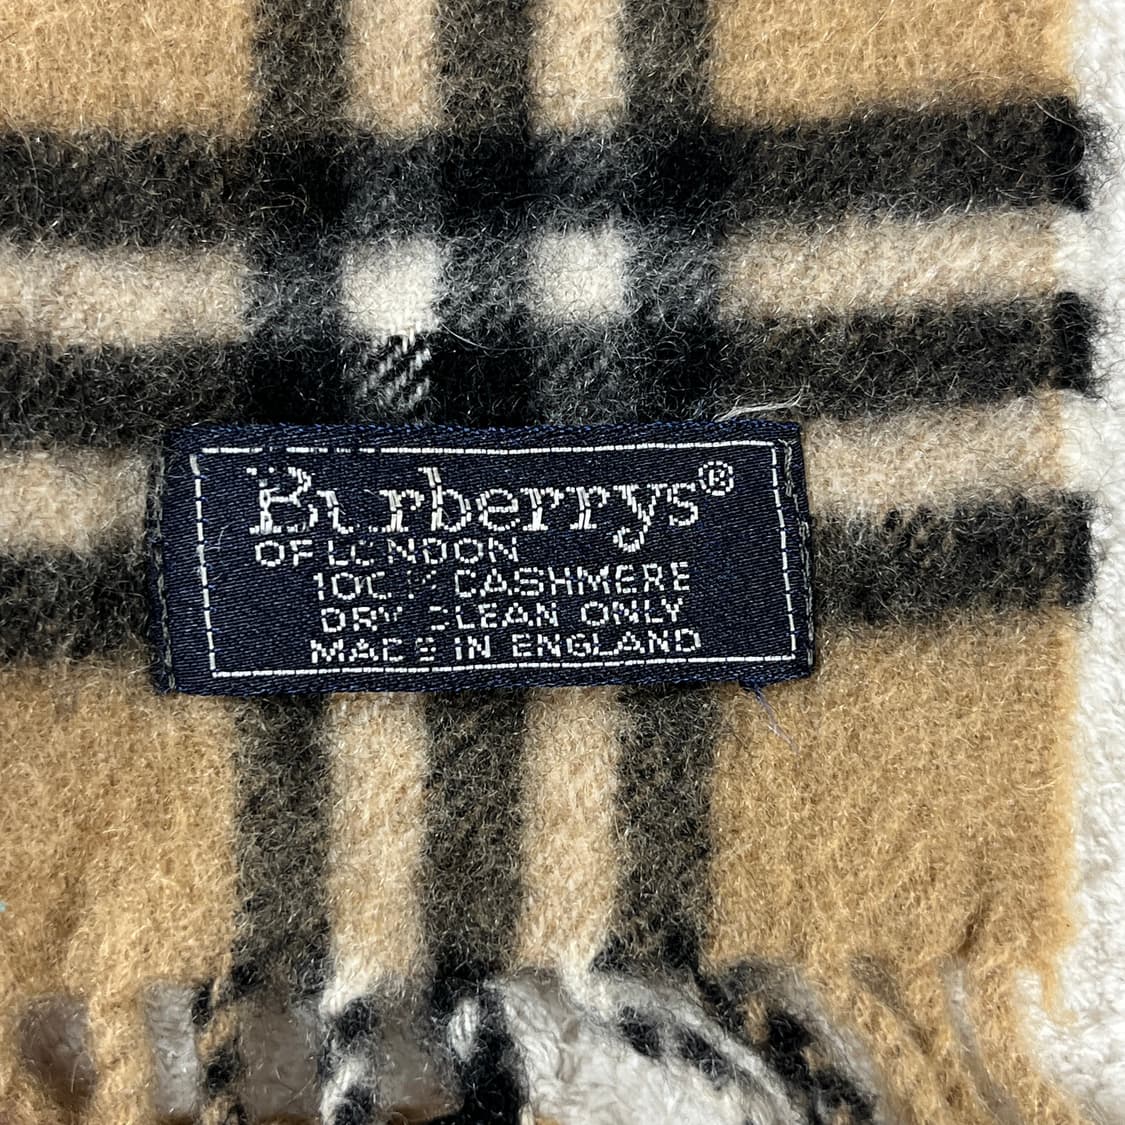 Burberrys®
OF LONDON
100% CASHMERE
DRY CLEAN ONLY
MADE IN ENGLAND